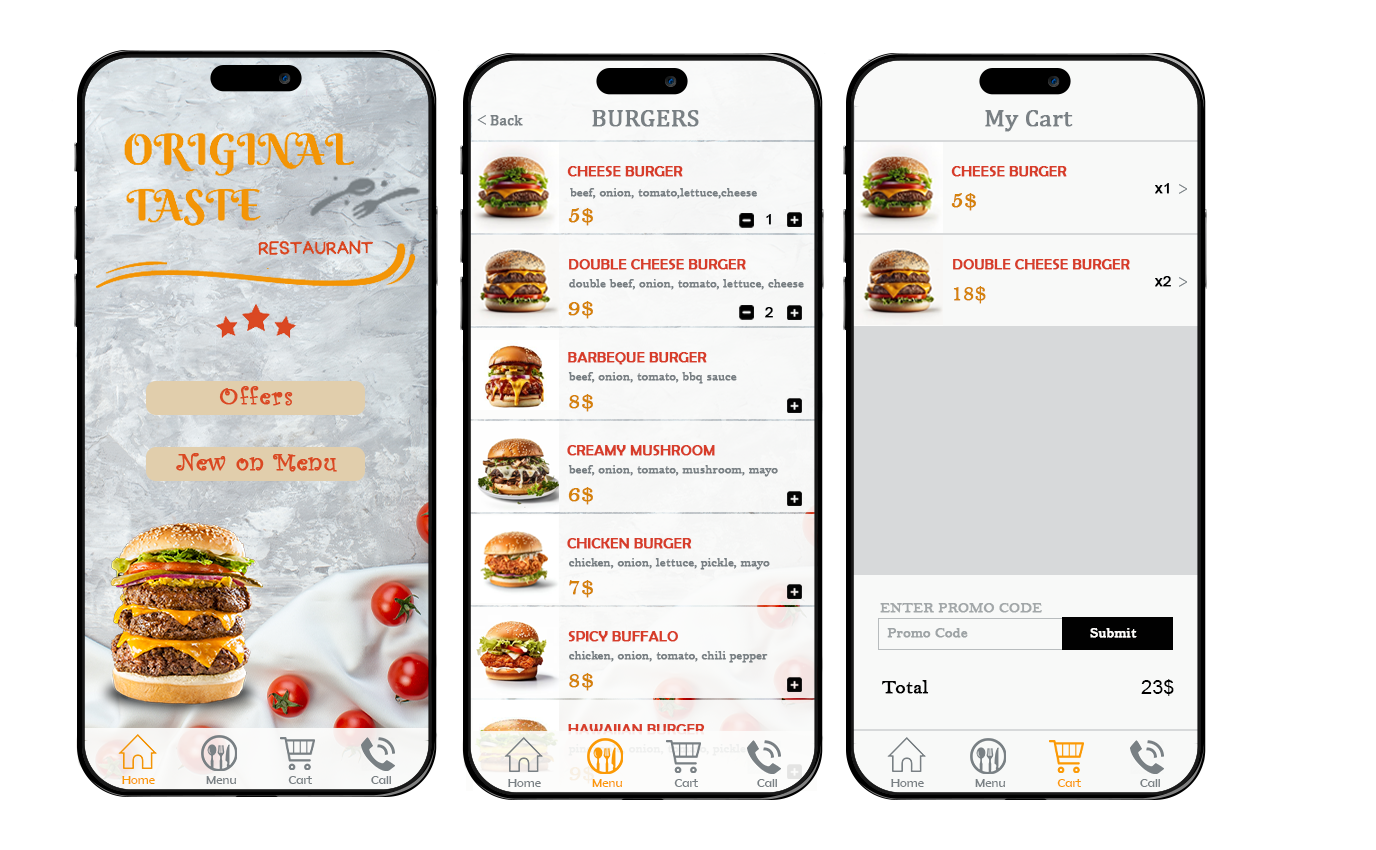 ORIGINAL
TASTE
RESTAURANT
Offers
New on Menu
Home Menu Cart Call
< Back BURGERS
CHEESE BURGER
beef, onion, tomato,lettuce,cheese
5$ 1
DOUBLE CHEESE BURGER
double beef, onion, tomato, lettuce, cheese
9$ 2
BARBEQUE BURGER
beef, onion, tomato, bbq sauce
8$
CREAMY MUSHROOM
beef, onion, tomato, mushroom, mayo
6$
CHICKEN BURGER
chicken, onion, lettuce, pickle, mayo
7$
SPICY BUFFALO
chicken, onion, tomato, chili pepper
8$
HAWAIIAN BURGER
onion,
Home Menu Cart Call
My Cart
CHEESE BURGER
x1 >
5$
DOUBLE CHEESE BURGER
x2 >
18$
ENTER PROMO CODE
Promo Code Submit
Total 23$
Home Menu Cart Call